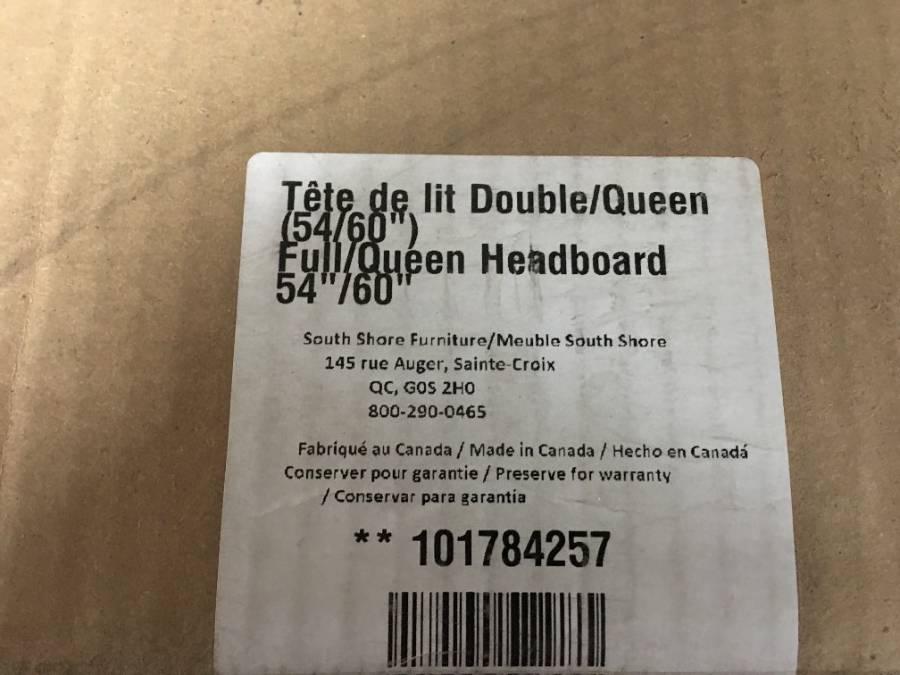 Tête de lit Double/Queen
(54/60")
Full/Queen Headboard
54"/60"
South Shore Furniture/Meuble South Shore
145 rue Auger, Sainte-Croix
QC, G0S 2H0
800-290-0465
Fabriqué au Canada / Made in Canada / Hecho en Canadá
Conserver pour garantie / Preserve for warranty
/ Conservar para garantia
** 101784257